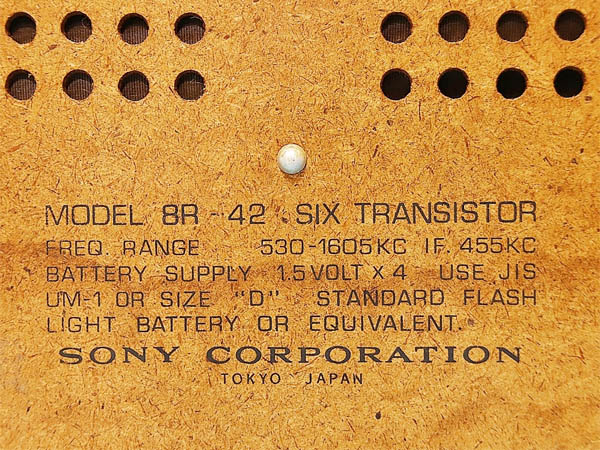 MODEL 8R-42 SIX TRANSISTOR
FREQ. RANGE 530-1605KC IF. 455KC
BATTERY SUPPLY 1.5VOLT X 4 USE JIS
UM-1 OR SIZE "D" STANDARD FLASH
LIGHT BATTERY OR EQUIVALENT.
SONY CORPORATION
TOKYO JAPAN